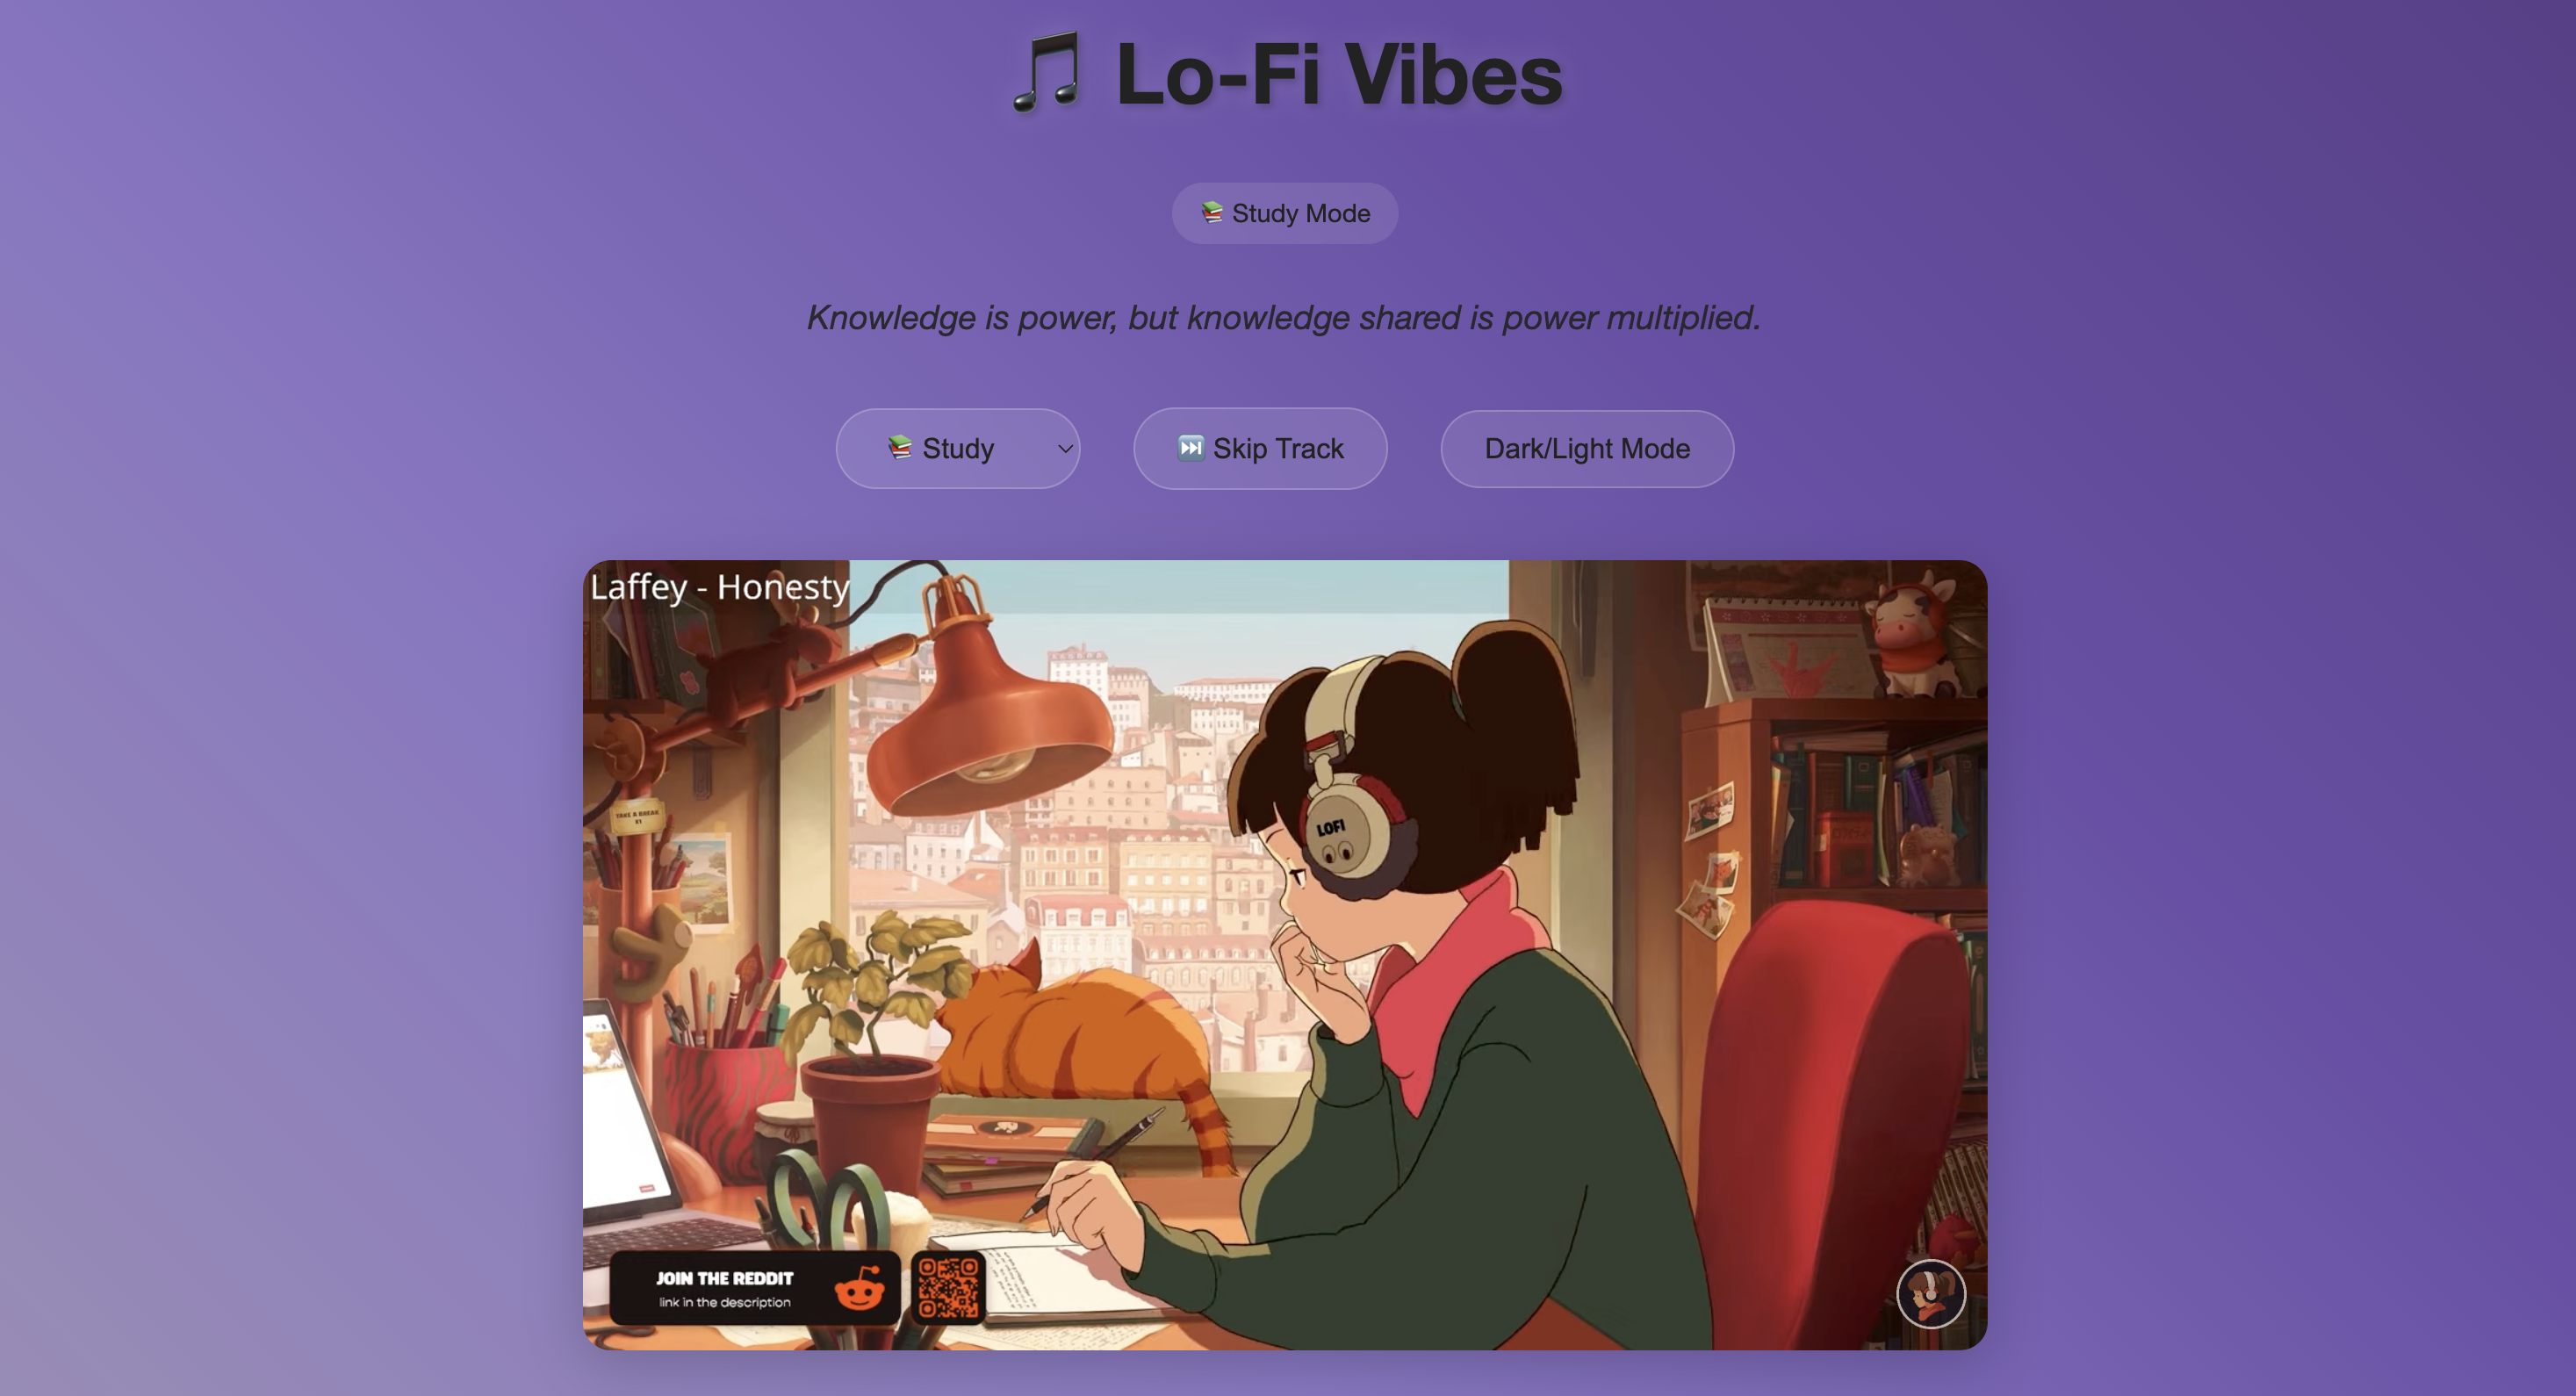 🎵 Lo-Fi Vibes
📚 Study Mode
Knowledge is power, but knowledge shared is power multiplied.
📚 Study
⏭️ Skip Track
Dark/Light Mode
Laffey - Honesty
TAKE A BREAK
X1
LOFI
JOIN THE REDDIT
link in the description